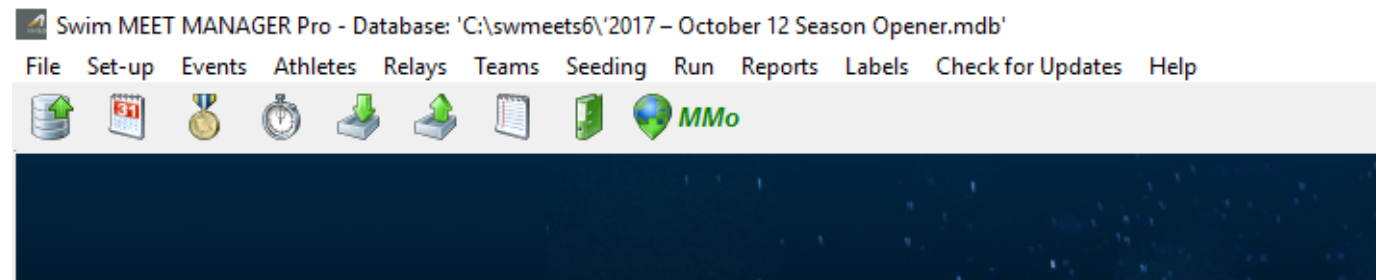 Swim MEET MANAGER Pro - Database: 'C:\swmeets6\'2017 – October 12 Season Opener.mdb'
File Set-up Events Athletes Relays Teams Seeding Run Reports Labels Check for Updates Help
31 MMo